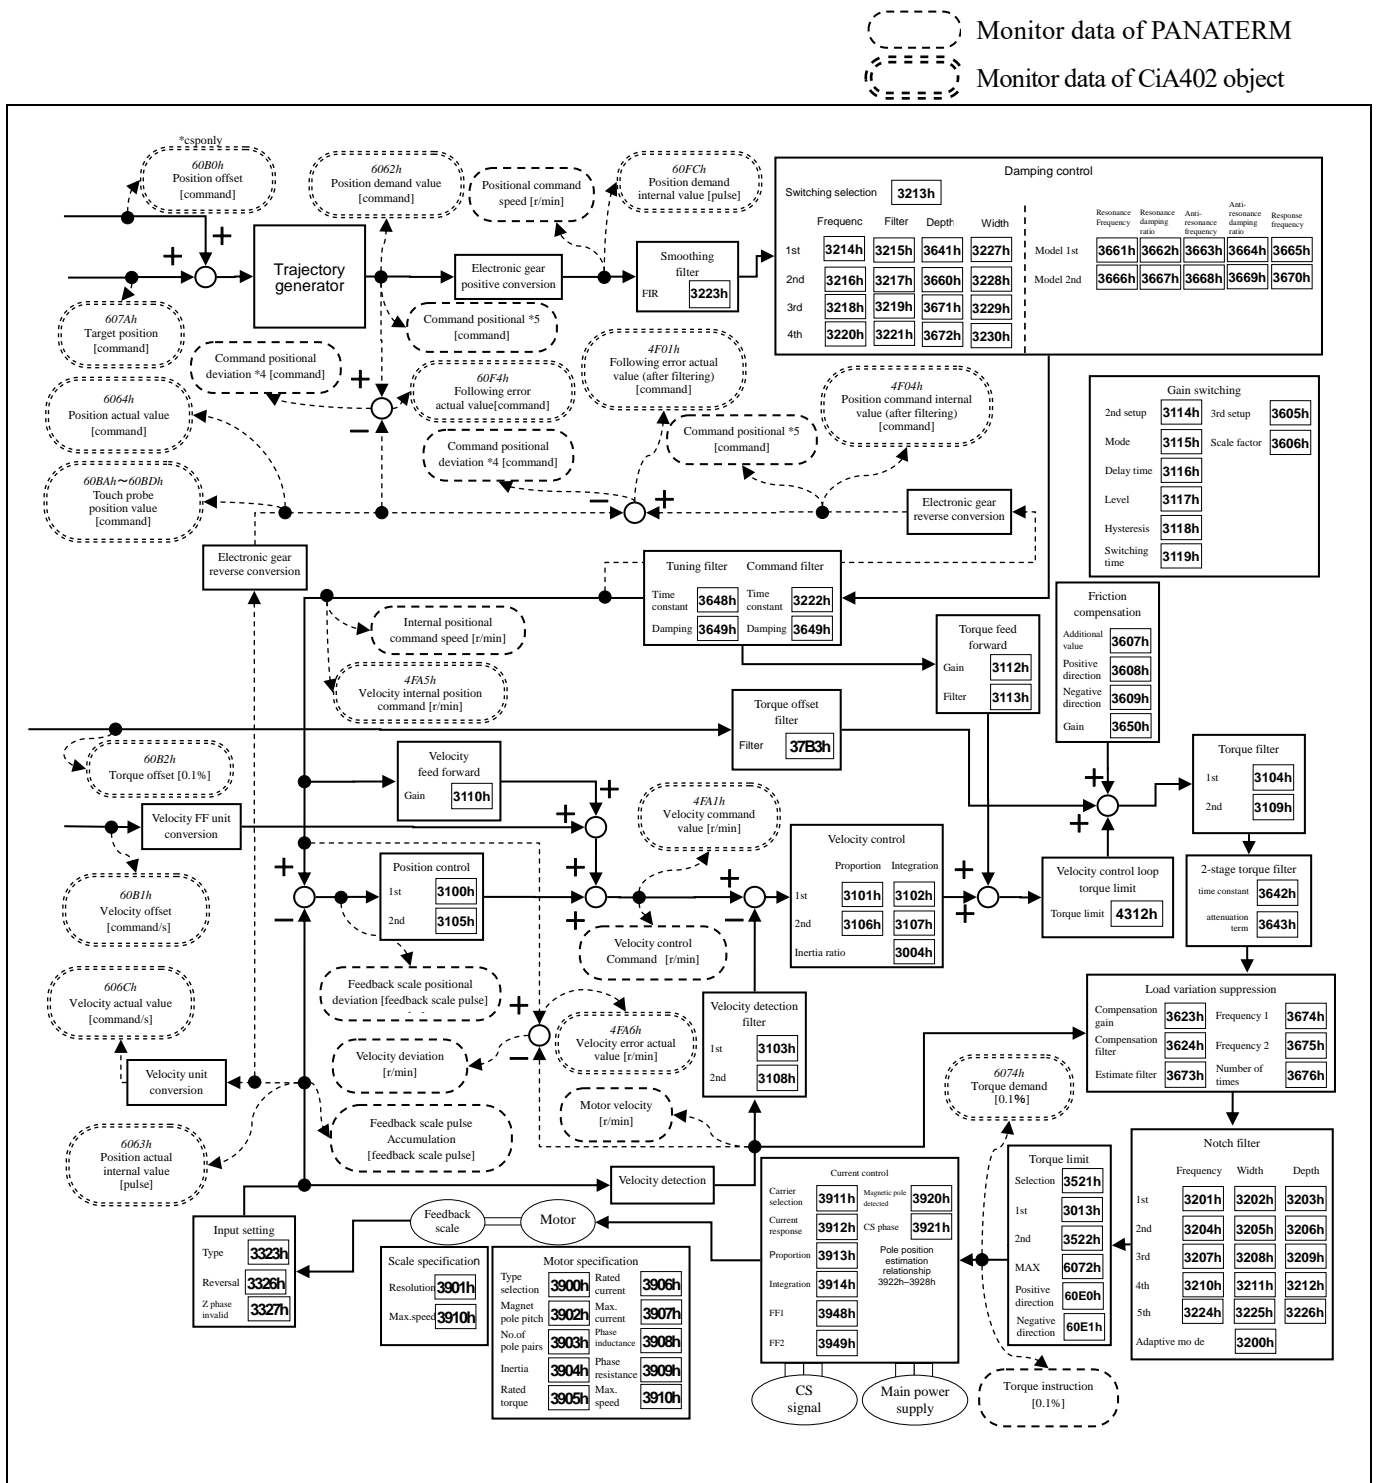 Monitor data of PANATERM
Monitor data of CiA402 object
*csponly
60B0h
Position offset
[command]
6062h
Position demand value
[command]
Positional command
speed [r/min]
60FCh
Position demand
internal value [pulse]
Damping control
Switching selection 3213h
Frequenc Filter Depth Width
1st 3214h 3215h 3641h 3227h
2nd 3216h 3217h 3660h 3228h
3rd 3218h 3219h 3671h 3229h
4th 3220h 3221h 3672h 3230h
Resonance Frequency Resonance damping ratio Anti-resonance frequency Anti-resonance damping ratio Response frequency
Model 1st 3661h 3662h 3663h 3664h 3665h
Model 2nd 3666h 3667h 3668h 3669h 3670h
+
+
Trajectory
generator
Electronic gear
positive conversion
Smoothing
filter
FIR 3223h
607Ah
Target position
[command]
Command positional *5
[command]
Command positional
deviation *4 [command]
4F01h
Following error actual
value (after filtering)
[command]
60F4h
Following error
actual value[command]
+
−
6064h
Position actual value
[command]
4F04h
Position command internal
value (after filtering)
[command]
Command positional *5
[command]
Command positional
deviation *4 [command]
Gain switching
2nd setup 3114h 3rd setup 3605h
Mode 3115h Scale factor 3606h
Delay time 3116h
Level 3117h
Hysteresis 3118h
Switching
time 3119h
60BAh～60BDh
Touch probe
position value
[command]
−
+
Electronic gear
reverse conversion
Electronic gear
reverse conversion
Tuning filter Command filter
Time
constant 3648h Time
constant 3222h
Damping 3649h Damping 3649h
Internal positional
command speed [r/min]
4FA5h
Velocity internal position
command [r/min]
Torque feed
forward
Gain 3112h
Filter 3113h
Friction
compensation
Additional
value 3607h
Positive
direction 3608h
Negative
direction 3609h
Gain 3650h
Torque offset
filter
Filter 37B3h
60B2h
Torque offset [0.1%]
Velocity
feed forward
Gain 3110h
+
+
4FA1h
Velocity command
value [r/min]
+
+
Torque filter
1st 3104h
2nd 3109h
Velocity FF unit
conversion
60B1h
Velocity offset
[command/s]
+
−
Position control
1st 3100h
2nd 3105h
+
+
+
−
Velocity control
Proportion Integration
1st 3101h 3102h
2nd 3106h 3107h
Inertia ratio 3004h
+
+
Velocity control loop
torque limit
Torque limit 4312h
2-stage torque filter
time constant 3642h
attenuation
term 3643h
Velocity control
Command [r/min]
Feedback scale positional
deviation [feedback scale pulse]
606Ch
Velocity actual value
[command/s]
+
−
4FA6h
Velocity error actual
value [r/min]
Velocity detection
filter
1st 3103h
2nd 3108h
Load variation suppression
Compensation
gain 3623h Frequency 1 3674h
Compensation
filter 3624h Frequency 2 3675h
Estimate filter 3673h Number of
times 3676h
Velocity deviation
[r/min]
Velocity unit
conversion
Motor velocity
[r/min]
6074h
Torque demand
[0.1%]
Feedback scale pulse
Accumulation
[feedback scale pulse]
6063h
Position actual
internal value
[pulse]
Velocity detection
Notch filter
Frequency Width Depth
1st 3201h 3202h 3203h
2nd 3204h 3205h 3206h
3rd 3207h 3208h 3209h
4th 3210h 3211h 3212h
5th 3224h 3225h 3226h
Adaptive mo de 3200h
Torque limit
Selection 3521h
1st 3013h
2nd 3522h
MAX 6072h
Positive
direction 60E0h
Negative
direction 60E1h
Current control
Carrier
selection 3911h Magnetic pole
detected 3920h
Current
response 3912h CS phase 3921h
Proportion 3913h
Pole position
estimation
relationship
3922h–3928h
Integration 3914h
FF1 3948h
FF2 3949h
Input setting
Type 3323h
Reversal 3326h
Z phase
invalid 3327h
Feedback
scale
Motor
Scale specification
Resolution 3901h
Max.speed 3910h
Motor specification
Type
selection 3900h Rated
current 3906h
Magnet
pole pitch 3902h Max.
current 3907h
No.of
pole pairs 3903h Phase
inductance 3908h
Inertia 3904h Phase
resistance 3909h
Rated
torque 3905h Max.
speed 3910h
CS
signal
Main power
supply
Torque instruction
[0.1%]